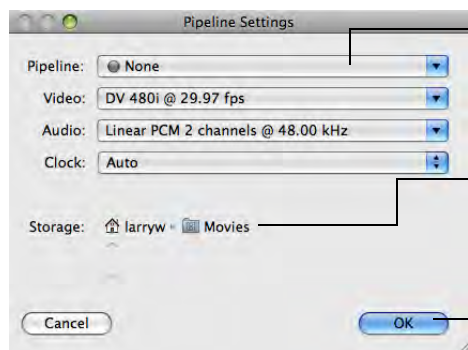 Pipeline Settings
Pipeline: None
Video: DV 480i @ 29.97 fps
Audio: Linear PCM 2 channels @ 48.00 kHz
Clock: Auto
Storage: larryw Movies
Cancel OK